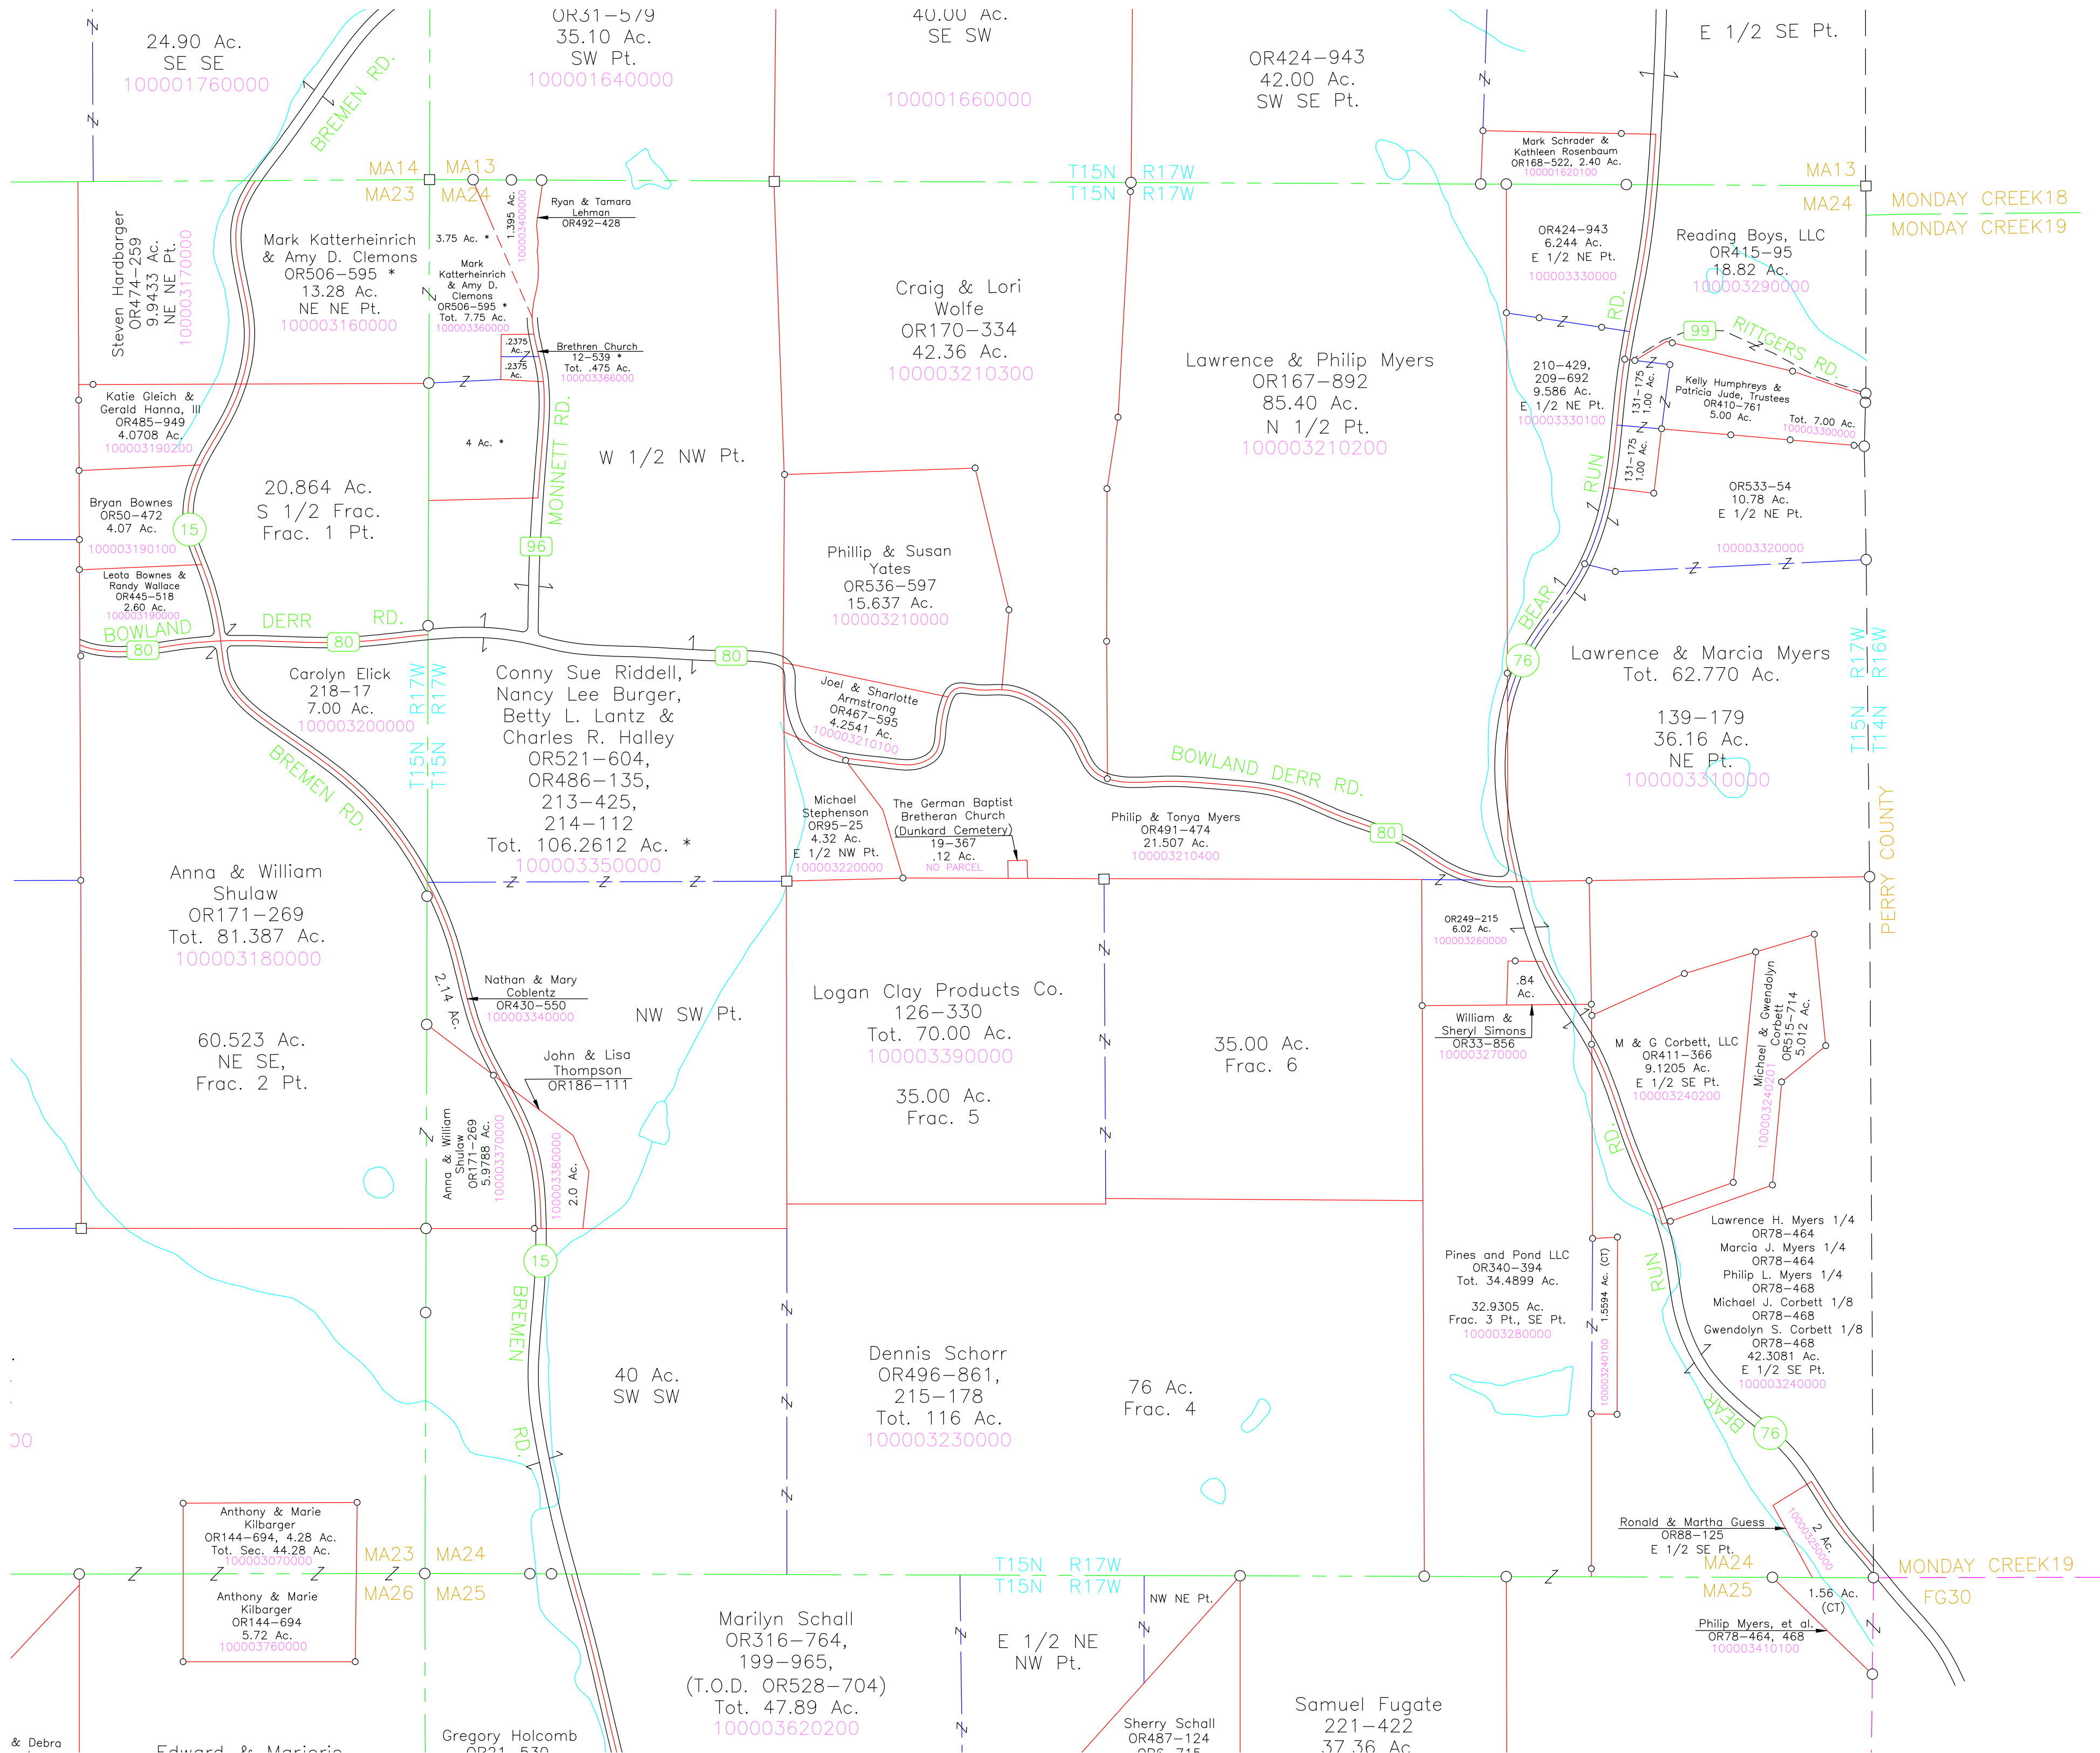 24.90 Ac.
SE SE
100001760000
BREMEN RD.
OR31-579
35.10 Ac.
SW Pt.
100001640000
40.00 Ac.
SE SW
100001660000
OR424-943
42.00 Ac.
SW SE Pt.
E 1/2 SE Pt.
Mark Schrader &
Kathleen Rosenbaum
OR168-522, 2.40 Ac.
100001620100
MA14 MA13
MA23 MA24
T15N R17W
T15N R17W
MA13
MA24
MONDAY CREEK18
MONDAY CREEK19
Steven Hardbarger
OR474-259
9.9433 Ac.
NE NE Pt.
100003170000
Mark Katterheinrich
& Amy D. Clemons
OR506-595 *
13.28 Ac.
NE NE Pt.
100003160000
3.75 Ac. *
Mark
Katterheinrich
& Amy D.
Clemons
OR506-595 *
Tot. 7.75 Ac.
100003360000
1.395 Ac.
100003400000
Ryan & Tamara
Lehman
OR492-428
.2375
Ac.
.2375
Ac.
Brethren Church
12-539 *
Tot. .475 Ac.
100003366000
4 Ac. *
MONNETT RD.
96
W 1/2 NW Pt.
Craig & Lori
Wolfe
OR170-334
42.36 Ac.
100003210300
Lawrence & Philip Myers
OR167-892
85.40 Ac.
N 1/2 Pt.
100003210200
OR424-943
6.244 Ac.
E 1/2 NE Pt.
100003330000
Reading Boys, LLC
OR415-95
18.82 Ac.
100003290000
RD.
99
RITTGERS RD.
210-429,
209-692
9.586 Ac.
E 1/2 NE Pt.
100003330100
131-175
1.00 Ac.
131-175
1.00 Ac.
Kelly Humphreys &
Patricia Jude, Trustees
OR410-761
5.00 Ac.
Tot. 7.00 Ac.
100003300000
RUN
OR533-54
10.78 Ac.
E 1/2 NE Pt.
100003320000
BEAR
76
Katie Gleich &
Gerald Hanna, III
OR485-949
4.0708 Ac.
100003190200
Bryan Bownes
OR50-472
4.07 Ac.
100003190100
15
Leota Bownes &
Randy Wallace
OR445-518
2.60 Ac.
100003190000
20.864 Ac.
S 1/2 Frac.
Frac. 1 Pt.
BOWLAND DERR RD.
80
80
80
Phillip & Susan
Yates
OR536-597
15.637 Ac.
100003210000
Carolyn Elick
218-17
7.00 Ac.
100003200000
T15N R17W
T15N R17W
BREMEN RD.
Conny Sue Riddell,
Nancy Lee Burger,
Betty L. Lantz &
Charles R. Halley
OR521-604,
OR486-135,
213-425,
214-112
Tot. 106.2612 Ac. *
100003350000
Joel & Sharlotte
Armstrong
OR467-595
4.2541 Ac.
100003210100
Michael
Stephenson
OR95-25
4.32 Ac.
E 1/2 NW Pt.
100003220000
The German Baptist
Bretheran Church
(Dunkard Cemetery)
19-367
.12 Ac.
NO PARCEL
BOWLAND DERR RD.
80
Philip & Tonya Myers
OR491-474
21.507 Ac.
100003210400
Lawrence & Marcia Myers
Tot. 62.770 Ac.
139-179
36.16 Ac.
NE Pt.
100003310000
T15N R17W
T14N R16W
PERRY COUNTY
Anna & William
Shulaw
OR171-269
Tot. 81.387 Ac.
100003180000
60.523 Ac.
NE SE,
Frac. 2 Pt.
2.14 Ac.
Nathan & Mary
Coblentz
OR430-550
100003340000
NW SW Pt.
John & Lisa
Thompson
OR186-111
Anna & William
Shulaw
OR171-269
5.9788 Ac.
100003370000
100003380000
2.0 Ac.
Logan Clay Products Co.
126-330
Tot. 70.00 Ac.
100003390000
35.00 Ac.
Frac. 5
35.00 Ac.
Frac. 6
OR249-215
6.02 Ac.
100003260000
.84
Ac.
William &
Sheryl Simons
OR33-856
100003270000
M & G Corbett, LLC
OR411-366
9.1205 Ac.
E 1/2 SE Pt.
100003240200
Michael & Gwendolyn
Corbett
OR515-714
5.012 Ac.
100003240201
RD.
RUN
BEAR
76
Pines and Pond LLC
OR340-394
Tot. 34.4899 Ac.
32.9305 Ac.
Frac. 3 Pt., SE Pt.
100003280000
1.5594 Ac. (CT)
100003240100
Lawrence H. Myers 1/4
OR78-464
Marcia J. Myers 1/4
OR78-464
Philip L. Myers 1/4
OR78-468
Michael J. Corbett 1/8
OR78-468
Gwendolyn S. Corbett 1/8
OR78-468
42.3081 Ac.
E 1/2 SE Pt.
100003240000
15
BREMEN
RD.
40 Ac.
SW SW
Dennis Schorr
OR496-861,
215-178
Tot. 116 Ac.
100003230000
76 Ac.
Frac. 4
00
Anthony & Marie
Kilbarger
OR144-694, 4.28 Ac.
Tot. Sec. 44.28 Ac.
100003070000
Anthony & Marie
Kilbarger
OR144-694
5.72 Ac.
100003760000
MA23 MA24
MA26 MA25
T15N R17W
T15N R17W
Ronald & Martha Guess
OR88-125
E 1/2 SE Pt.
2 Ac.
100003250000
MA24
MA25
MONDAY CREEK19
FG30
1.56 Ac.
(CT)
Philip Myers, et al.
OR78-464, 468
100003410100
Marilyn Schall
OR316-764,
199-965,
(T.O.D. OR528-704)
Tot. 47.89 Ac.
100003620200
E 1/2 NE
NW Pt.
NW NE Pt.
Sherry Schall
OR487-124
OR6-715
Samuel Fugate
221-422
37.36 Ac
& Debra
Edward & Marjorie
Gregory Holcomb
OR21-530